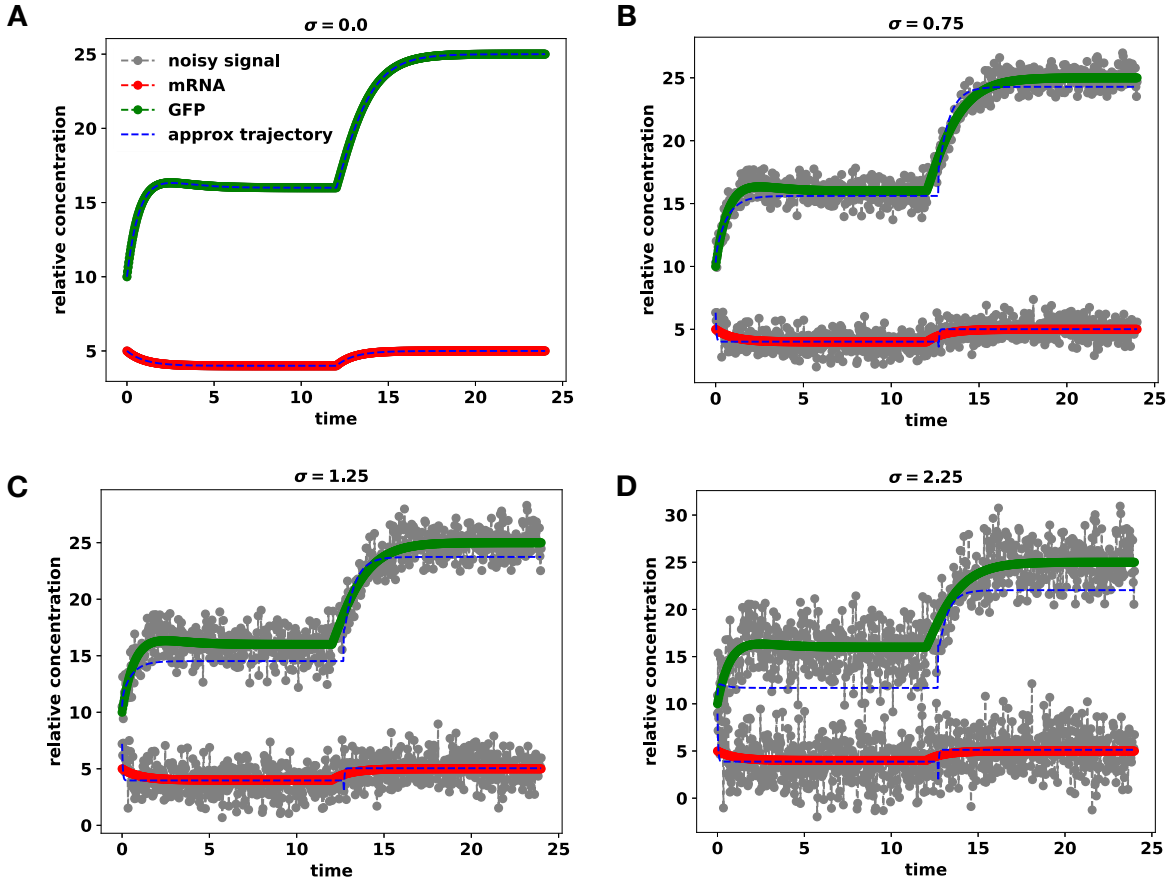 A
σ = 0.0
noisy signal
mRNA
GFP
approx trajectory
relative concentration
25
20
15
10
5
0 5 10 15 20 25
time
B
σ = 0.75
relative concentration
25
20
15
10
5
0 5 10 15 20 25
time
C
σ = 1.25
relative concentration
25
20
15
10
5
0
0 5 10 15 20 25
time
D
σ = 2.25
relative concentration
30
25
20
15
10
5
0
0 5 10 15 20 25
time